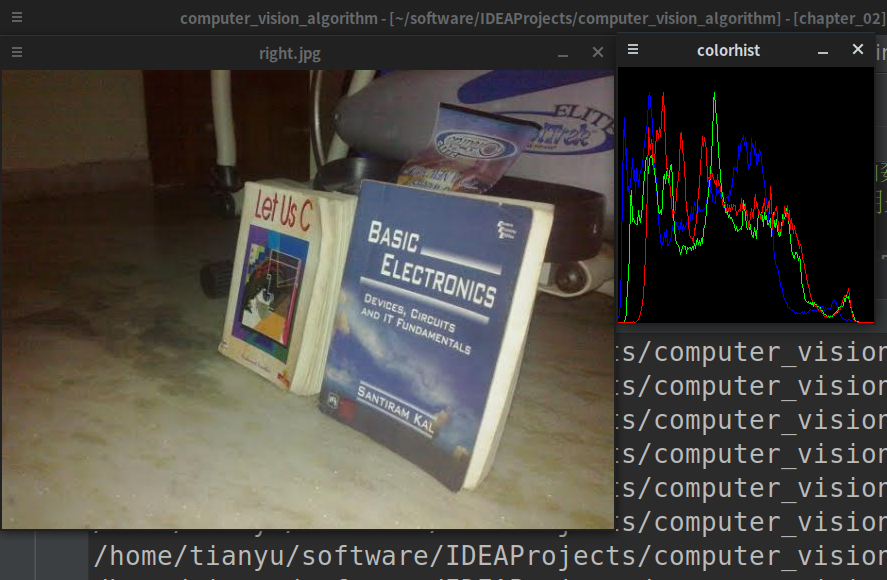 computer_vision_algorithm - [~/software/IDEAProjects/computer_vision_algorithm] - [chapter_02]
right.jpg
colorhist
ELITE
Let Us C
BASIC
ELECTRONICS
DEVICES, CIRCUITS
AND IT FUNDAMENTALS
SANTIRAM KAL
ts/computer_vision
ts/computer_vision
ts/computer_vision
ts/computer_vision
ts/computer_vision
ts/computer_vision
/home/tianyu/software/IDEAProjects/computer_vision